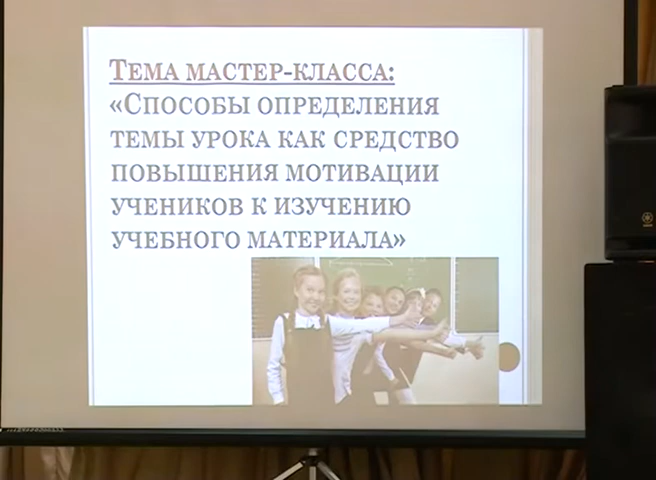 ТЕМА МАСТЕР-КЛАССА:
«СПОСОБЫ ОПРЕДЕЛЕНИЯ
ТЕМЫ УРОКА КАК СРЕДСТВО
ПОВЫШЕНИЯ МОТИВАЦИИ
УЧЕНИКОВ К ИЗУЧЕНИЮ
УЧЕБНОГО МАТЕРИАЛА»